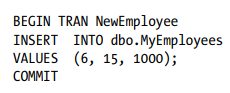 BEGIN TRAN NewEmployee
INSERT INTO dbo.MyEmployees
VALUES (6, 15, 1000);
COMMIT